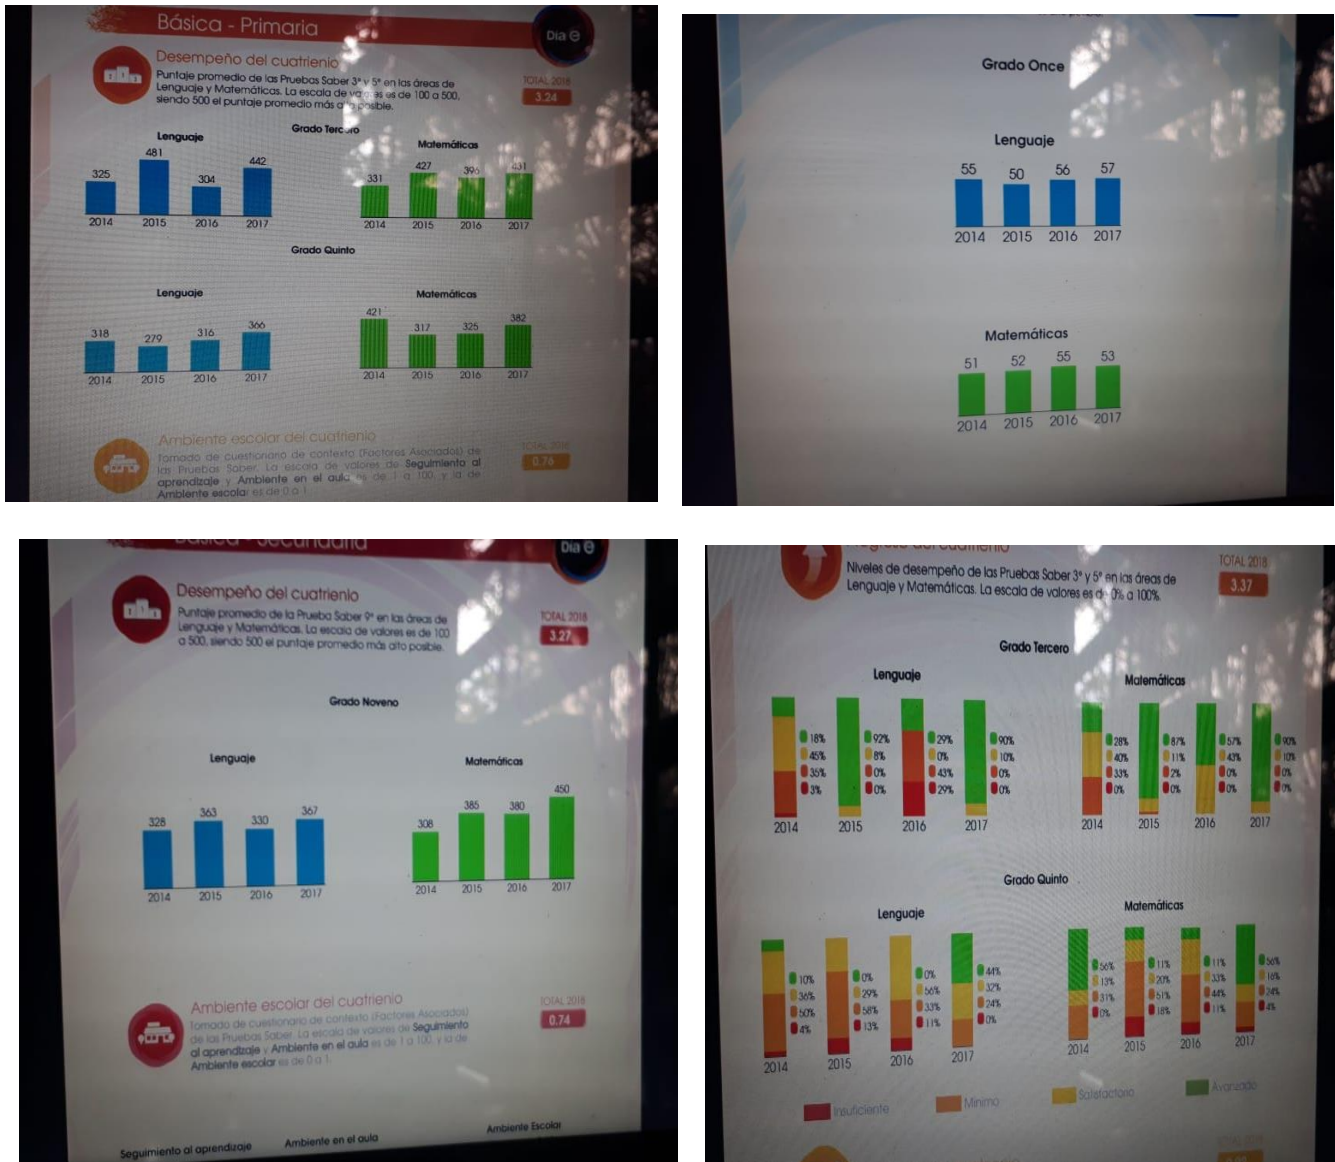 Básica - Primaria
Día e
Desempeño del cuatrienio
Puntaje promedio de las Pruebas Saber 3° y 5° en las áreas de
Lenguaje y Matemáticas. La escala de valores es de 100 a 500,
siendo 500 el puntaje promedio más alto posible.
TOTAL 2018
3.24
Grado Tercero
Lenguaje
Matemáticas
325 481 304 442
331 427 396 431
2014 2015 2016 2017
2014 2015 2016 2017
Grado Quinto
Lenguaje
Matemáticas
318 279 316 366
421 317 325 382
2014 2015 2016 2017
2014 2015 2016 2017
Ambiente escolar del cuatrienio
Tomado de cuestionario de contexto (Factores Asociados) de
las Pruebas Saber. La escala de valores de Seguimiento al
aprendizaje y Ambiente en el aula es de 1 a 100, y la de
Ambiente escolar es de 0 a 1
TOTAL 2018
0.76
Grado Once
Lenguaje
55 50 56 57
2014 2015 2016 2017
Matemáticas
51 52 55 53
2014 2015 2016 2017
Básica - Secundaria
Día e
Desempeño del cuatrienio
Puntaje promedio de la Prueba Saber 9° en las áreas de
Lenguaje y Matemáticas. La escala de valores es de 100
a 500, siendo 500 el puntaje promedio más alto posible.
TOTAL 2018
3.27
Grado Noveno
Lenguaje
Matemáticas
328 363 330 367
308 385 380 450
2014 2015 2016 2017
2014 2015 2016 2017
Ambiente escolar del cuatrienio
Tomado de cuestionario de contexto (Factores Asociados)
de las Pruebas Saber. La escala de valores de Seguimiento
al aprendizaje y Ambiente en el aula es de 1 a 100, y la de
Ambiente escolar es de 0 a 1.
TOTAL 2018
0.74
Seguimiento al aprendizaje
Ambiente en el aula
Ambiente Escolar
Progreso del cuatrienio
Niveles de desempeño de las Pruebas Saber 3° y 5° en las áreas de
Lenguaje y Matemáticas. La escala de valores es de 0% a 100%.
TOTAL 2018
3.37
Grado Tercero
Lenguaje
Matemáticas
18% 92% 29% 90%
45% 8% 0% 10%
35% 0% 43% 0%
3% 0% 29% 0%
2014 2015 2016 2017
28% 87% 57% 90%
40% 11% 43% 10%
33% 2% 0% 0%
0% 0% 0% 0%
2014 2015 2016 2017
Grado Quinto
Lenguaje
Matemáticas
10% 0% 0% 44%
36% 29% 56% 32%
50% 58% 33% 24%
4% 13% 11% 0%
2014 2015 2016 2017
56% 11% 11% 56%
13% 20% 33% 16%
31% 51% 44% 24%
0% 18% 11% 4%
2014 2015 2016 2017
Insuficiente
Mínimo
Satisfactorio
Avanzado